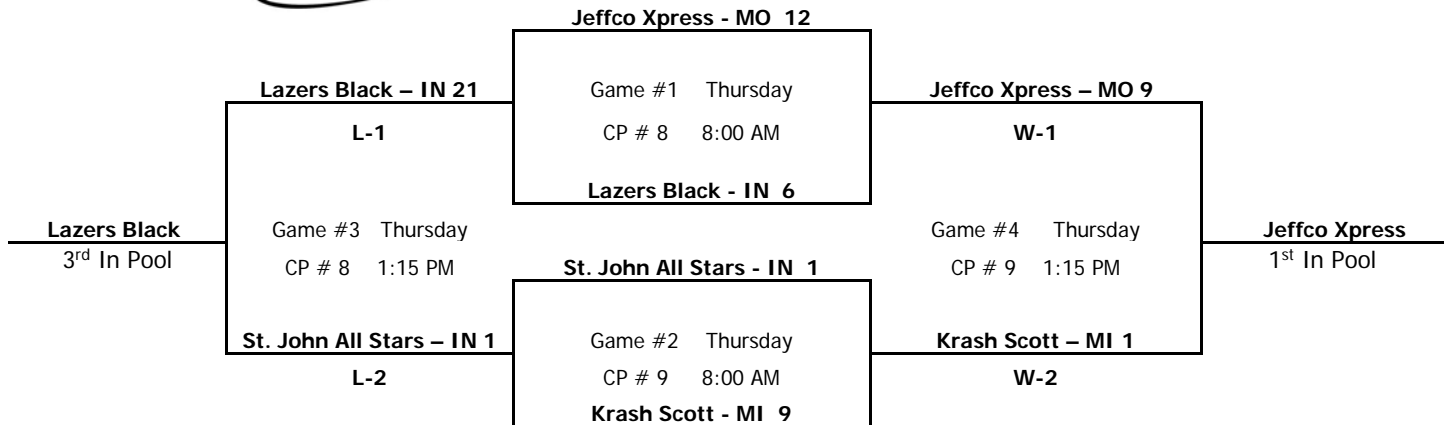 Jeffco Xpress - MO 12
Lazers Black – IN 21
Game #1 Thursday
Jeffco Xpress – MO 9
L-1
CP # 8 8:00 AM
W-1
Lazers Black - IN 6
Lazers Black
Game #3 Thursday
Game #4 Thursday
Jeffco Xpress
3rd In Pool
CP # 8 1:15 PM
St. John All Stars - IN 1
CP # 9 1:15 PM
1st In Pool
St. John All Stars – IN 1
Game #2 Thursday
Krash Scott – MI 1
L-2
CP # 9 8:00 AM
W-2
Krash Scott - MI 9